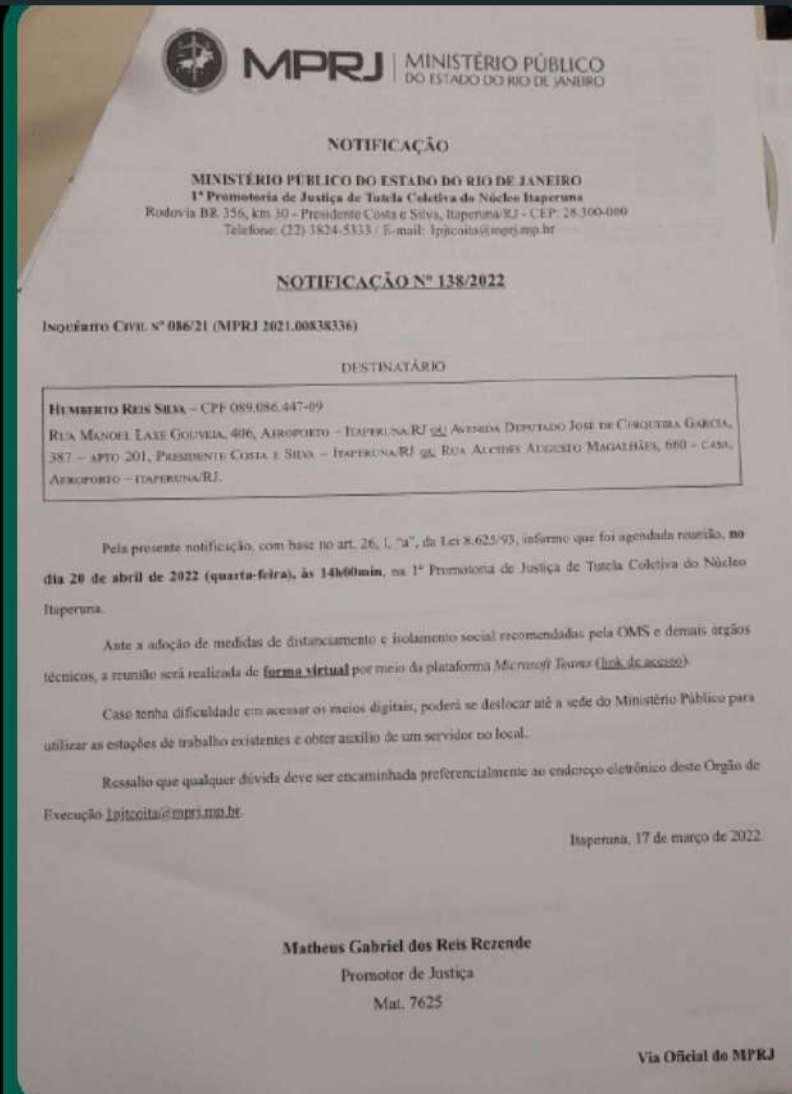 MPRJ
MINISTÉRIO PÚBLICO
DO ESTADO DO RIO DE JANEIRO
NOTIFICAÇÃO
MINISTÉRIO PÚBLICO DO ESTADO DO RIO DE JANEIRO
1ª Promotoria de Justiça de Tutela Coletiva do Núcleo Itaperuna
Rodovia BR 356, km 30 - Presidente Costa e Silva, Itaperuna/RJ - CEP: 28.300-000
Telefone: (22) 3824-5333 / E-mail: 1pjtcoita@mprj.mp.br
NOTIFICAÇÃO Nº 138/2022
INQUÉRITO CIVIL Nº 086/21 (MPRJ 2021.00838336)
DESTINATÁRIO
HUMBERTO REIS SILVA – CPF 089.086.447-09
RUA MANOEL LAXE GOUVEIA, 406, AEROPORTO – ITAPERUNA/RJ OU AVENIDA DEPUTADO JOSÉ DE CERQUEIRA GARCIA,
387 – APTO 201, PRESIDENTE COSTA E SILVA – ITAPERUNA/RJ OU RUA ALCIDES AUGUSTO MAGALHÃES, 660 – CASA,
AEROPORTO – ITAPERUNA/RJ.
Pela presente notificação, com base no art. 26, I, "a", da Lei 8.625/93, informo que foi agendada reunião, no
dia 20 de abril de 2022 (quarta-feira), às 14h00min, na 1ª Promotoria de Justiça de Tutela Coletiva do Núcleo
Itaperuna.
Ante a adoção de medidas de distanciamento e isolamento social recomendadas pela OMS e demais órgãos
técnicos, a reunião será realizada de forma virtual por meio da plataforma Microsoft Teams (link de acesso).
Caso tenha dificuldade em acessar os meios digitais, poderá se deslocar até a sede do Ministério Público para
utilizar as estações de trabalho existentes e obter auxílio de um servidor no local.
Ressalto que qualquer dúvida deve ser encaminhada preferencialmente ao endereço eletrônico deste Órgão de
Execução 1pjtcoita@mprj.mp.br.
Itaperuna, 17 de março de 2022.
Matheus Gabriel dos Reis Rezende
Promotor de Justiça
Mat. 7625
Via Oficial do MPRJ